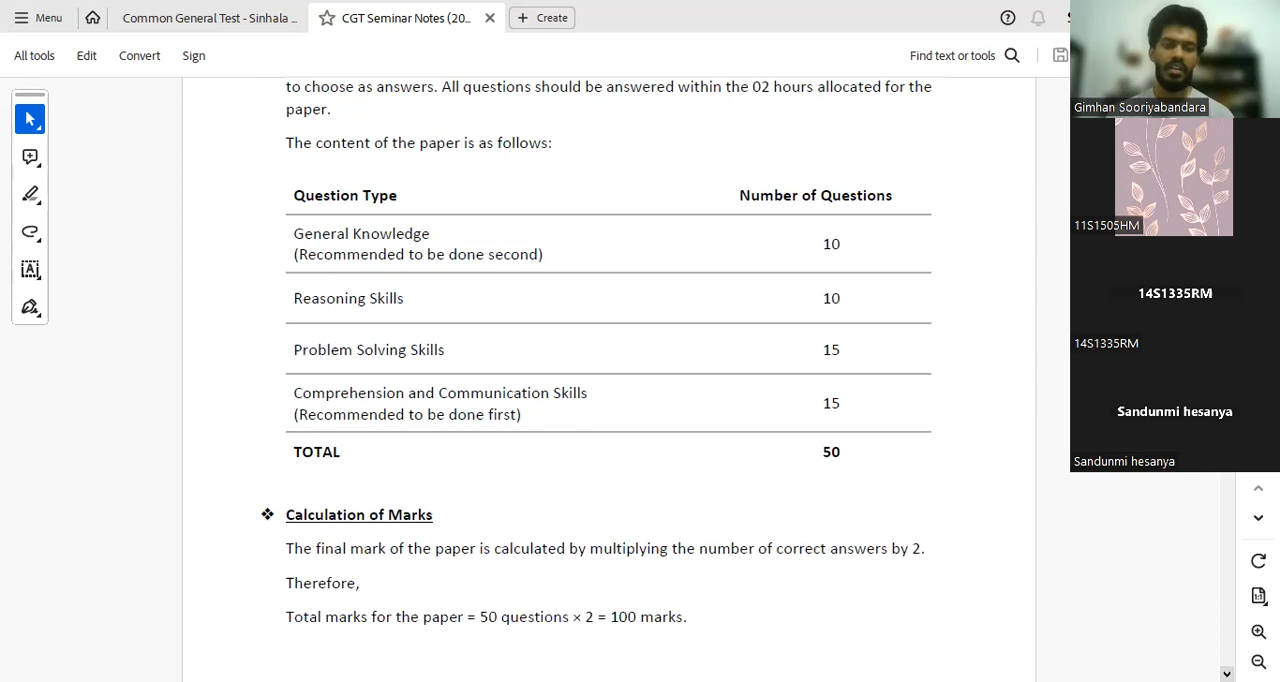 Menu
Common General Test - Sinhala ...
CGT Seminar Notes (20...
Create
All tools
Edit
Convert
Sign
Find text or tools
to choose as answers. All questions should be answered within the 02 hours allocated for the
paper.
The content of the paper is as follows:
Question Type Number of Questions
General Knowledge
(Recommended to be done second) 10
Reasoning Skills 10
Problem Solving Skills 15
Comprehension and Communication Skills
(Recommended to be done first) 15
TOTAL 50
❖ Calculation of Marks
The final mark of the paper is calculated by multiplying the number of correct answers by 2.
Therefore,
Total marks for the paper = 50 questions × 2 = 100 marks.
Gimhan Sooriyabandara
11S1505HM
14S1335RM
14S1335RM
Sandunmi hesanya
Sandunmi hesanya
1:1